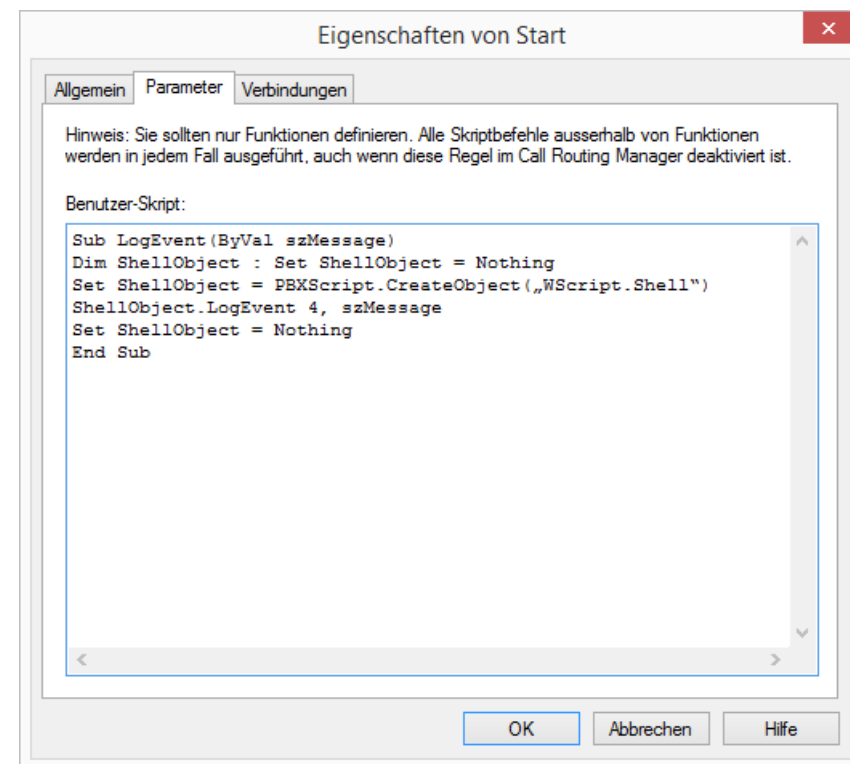 Eigenschaften von Start
Allgemein Parameter Verbindungen
Hinweis: Sie sollten nur Funktionen definieren. Alle Skriptbefehle ausserhalb von Funktionen
werden in jedem Fall ausgeführt, auch wenn diese Regel im Call Routing Manager deaktiviert ist.
Benutzer-Skript:
Sub LogEvent(ByVal szMessage)
Dim ShellObject : Set ShellObject = Nothing
Set ShellObject = PBXScript.CreateObject(„WScript.Shell“)
ShellObject.LogEvent 4, szMessage
Set ShellObject = Nothing
End Sub
OK Abbrechen Hilfe